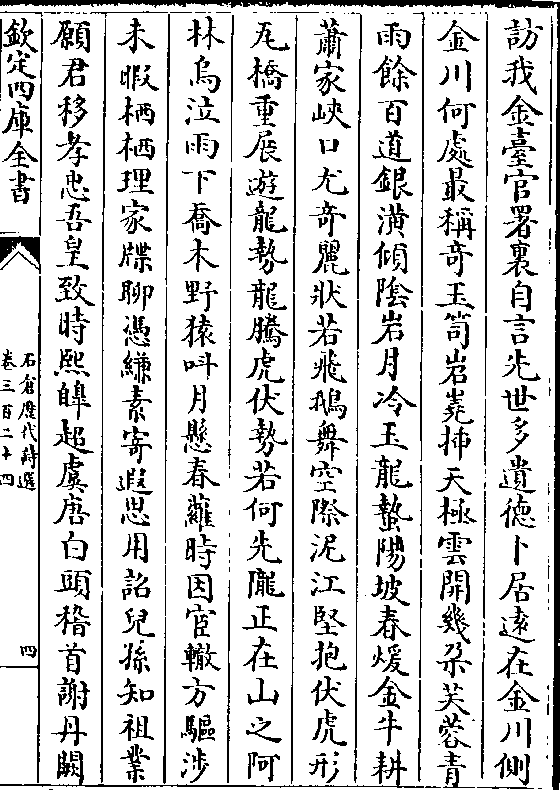 訪我金臺官署裏自言先世多遺德卜居遠在金川側
金川何處最稱奇玉笥岩嶤揷天極雲開幾朶芙蓉青
雨餘百道銀潢傾陰岩月冷玉龍蟄陽坡春煖金牛耕
蕭家峽口尤奇麗狀若飛鵝舞空際泥江堅抱伏虎形
瓦橋重展遊龍勢龍騰虎伏勢若何先隴正在山之阿
林烏泣雨下喬木野猿呌月懸春蘿時因宦轍方驅涉
未暇栖栖理家牒聊憑縑素寄遐思用詔兒孫知祖業
願君移孝忠吾皇致時熙皥超虞唐白頭稽首謝丹闕
欽定四庫全書
石倉歷代詩選
卷三百二十四
四